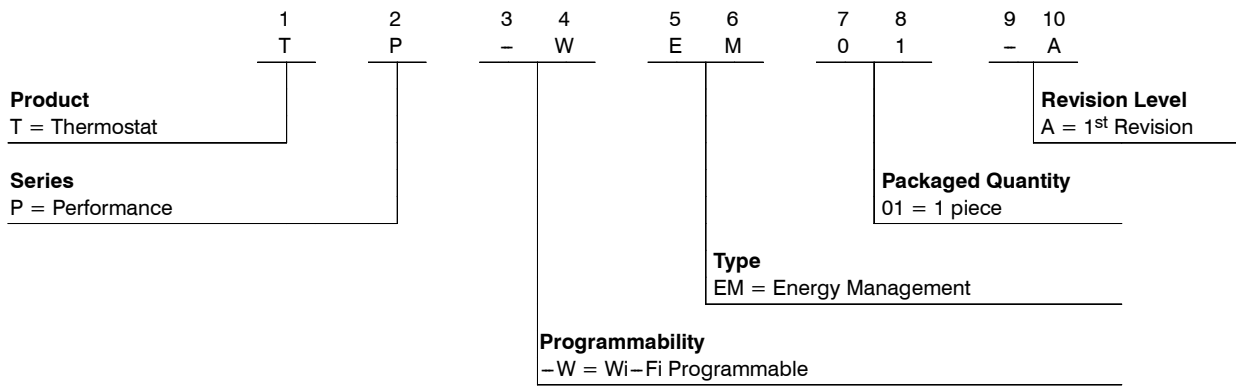 1 2 3 4 5 6 7 8 9 10
T P – W E M 0 1 – A
Product
T = Thermostat
Revision Level
A = 1st Revision
Series
P = Performance
Packaged Quantity
01 = 1 piece
Type
EM = Energy Management
Programmability
–W = Wi–Fi Programmable